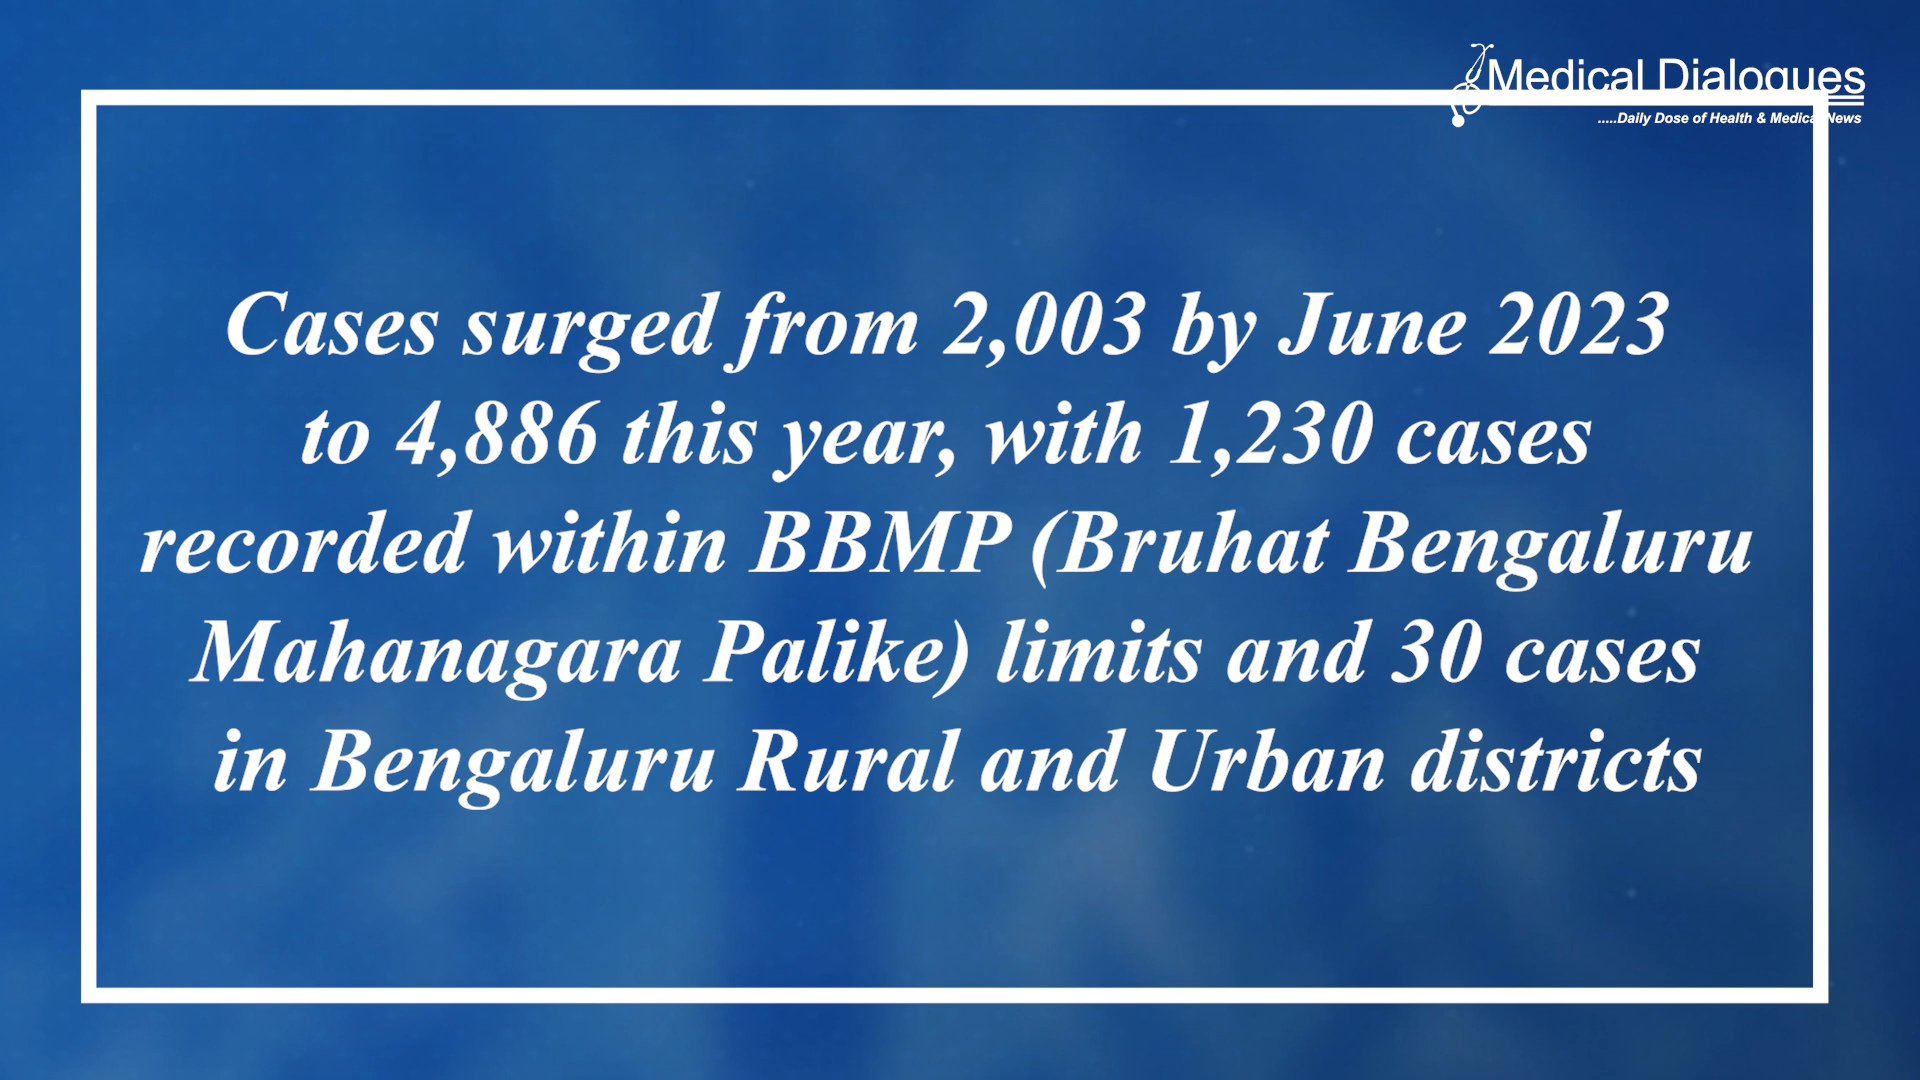 Medical Dialogues
.....Daily Dose of Health & Medical News
Cases surged from 2,003 by June 2023
to 4,886 this year, with 1,230 cases
recorded within BBMP (Bruhat Bengaluru
Mahanagara Palike) limits and 30 cases
in Bengaluru Rural and Urban districts